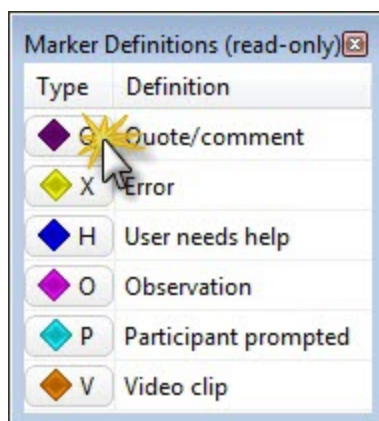 Marker Definitions (read-only)
Type Definition
Quote/comment
X Error
H User needs help
O Observation
P Participant prompted
V Video clip